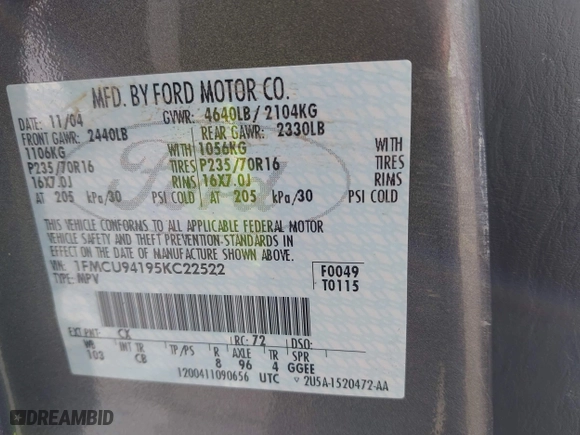 MFD. BY FORD MOTOR CO.
DATE: 11/04 GVWR: 4640LB/ 2104KG
FRONT GAWR: 2440LB REAR GAWR: 2330LB
1106KG WITH 1056KG WITH
P235/70R16 TIRES P235/70R16 TIRES
16X7.0J RIMS 16X7.0J RIMS
AT 205 kPa/30 PSI COLD AT 205 kPa/30 PSI COLD
THIS VEHICLE CONFORMS TO ALL APPLICABLE FEDERAL MOTOR
VEHICLE SAFETY AND THEFT PREVENTION STANDARDS IN
EFFECT ON THE DATE OF MANUFACTURE SHOWN ABOVE.
VIN: 1FMCU94195KC22522 F0049
TYPE: MPV T0115
EXT PNT: CX RC: 72 DSO:
WB INT TR TP/PS R AXLE TR SPR
103 CB 8 96 4 GGEE
1200411090656 UTC 2U5A-1520472-AA
Ford
DREAMBID